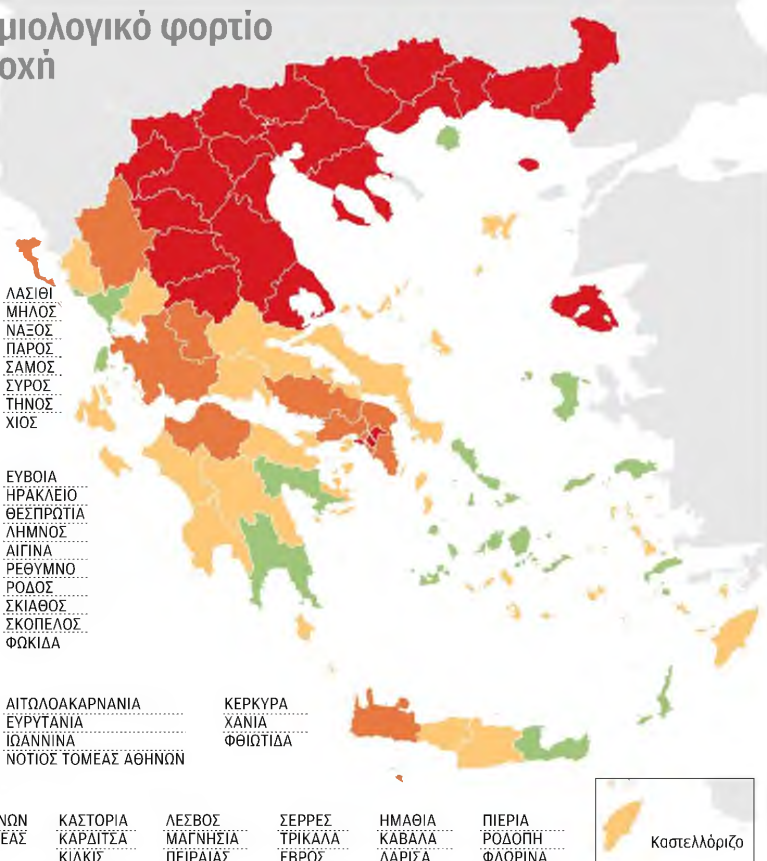 μιολογικό φορτίο
οχή
ΛΑΣΙΘΙ
ΜΗΛΟΣ
ΝΑΞΟΣ
ΠΑΡΟΣ
ΣΑΜΟΣ
ΣΥΡΟΣ
ΤΗΝΟΣ
ΧΙΟΣ
ΕΥΒΟΙΑ
ΗΡΑΚΛΕΙΟ
ΘΕΣΠΡΩΤΙΑ
ΛΗΜΝΟΣ
ΑΙΓΙΝΑ
ΡΕΘΥΜΝΟ
ΡΟΔΟΣ
ΣΚΙΑΘΟΣ
ΣΚΟΠΕΛΟΣ
ΦΩΚΙΔΑ
ΑΙΤΩΛΟΑΚΑΡΝΑΝΙΑ ΚΕΡΚΥΡΑ
ΕΥΡΥΤΑΝΙΑ ΧΑΝΙΑ
ΙΩΑΝΝΙΝΑ ΦΘΙΩΤΙΔΑ
ΝΟΤΙΟΣ ΤΟΜΕΑΣ ΑΘΗΝΩΝ
ΝΩΝ ΚΑΣΤΟΡΙΑ ΛΕΣΒΟΣ ΣΕΡΡΕΣ ΗΜΑΘΙΑ ΠΙΕΡΙΑ
ΕΑΣ ΚΑΡΔΙΤΣΑ ΜΑΓΝΗΣΙΑ ΤΡΙΚΑΛΑ ΚΑΒΑΛΑ ΡΟΔΟΠΗ
ΚΙΛΚΙΣ ΠΕΙΡΑΙΑΣ ΕΒΡΟΣ ΛΑΡΙΣΑ ΦΛΩΡΙΝΑ
Καστελλόριζο